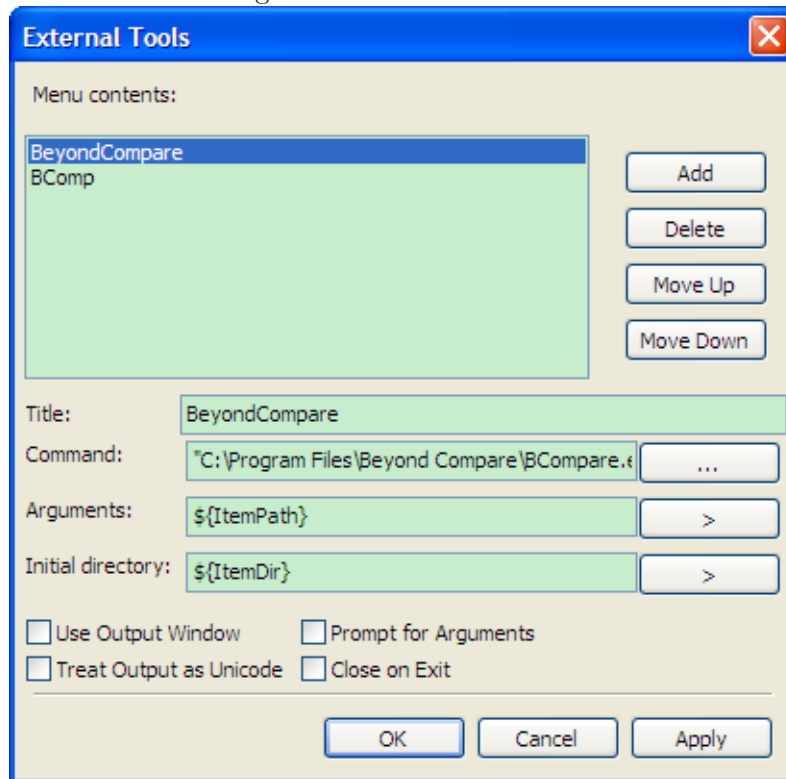 External Tools
Menu contents:
BeyondCompare
BComp
Add
Delete
Move Up
Move Down
Title: BeyondCompare
Command: "C:\Program Files\Beyond Compare\BCompare.e ...
Arguments: ${ItemPath} >
Initial directory: ${ItemDir} >
Use Output Window Prompt for Arguments
Treat Output as Unicode Close on Exit
OK Cancel Apply